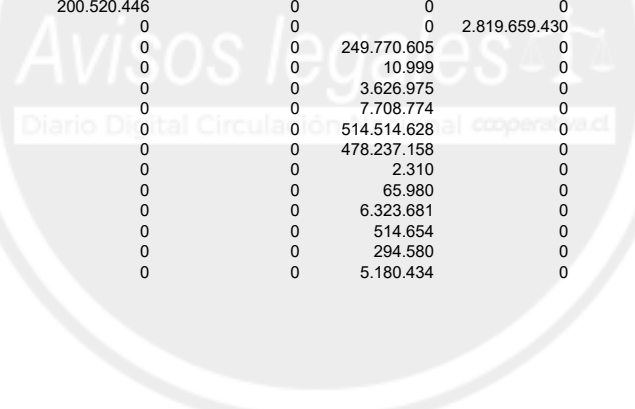 200.520.446 0 0 0
0 0 0 2.819.659.430
0 0 249.770.605 0
0 0 10.999 0
Avisos legales
0 0 3.626.975 0
0 0 7.708.774 0
Diario Digital Circulación Nacional cooperativa.cl
0 0 514.514.628 0
0 0 478.237.158 0
0 0 2.310 0
0 0 65.980 0
0 0 6.323.681 0
0 0 514.654 0
0 0 294.580 0
0 0 5.180.434 0